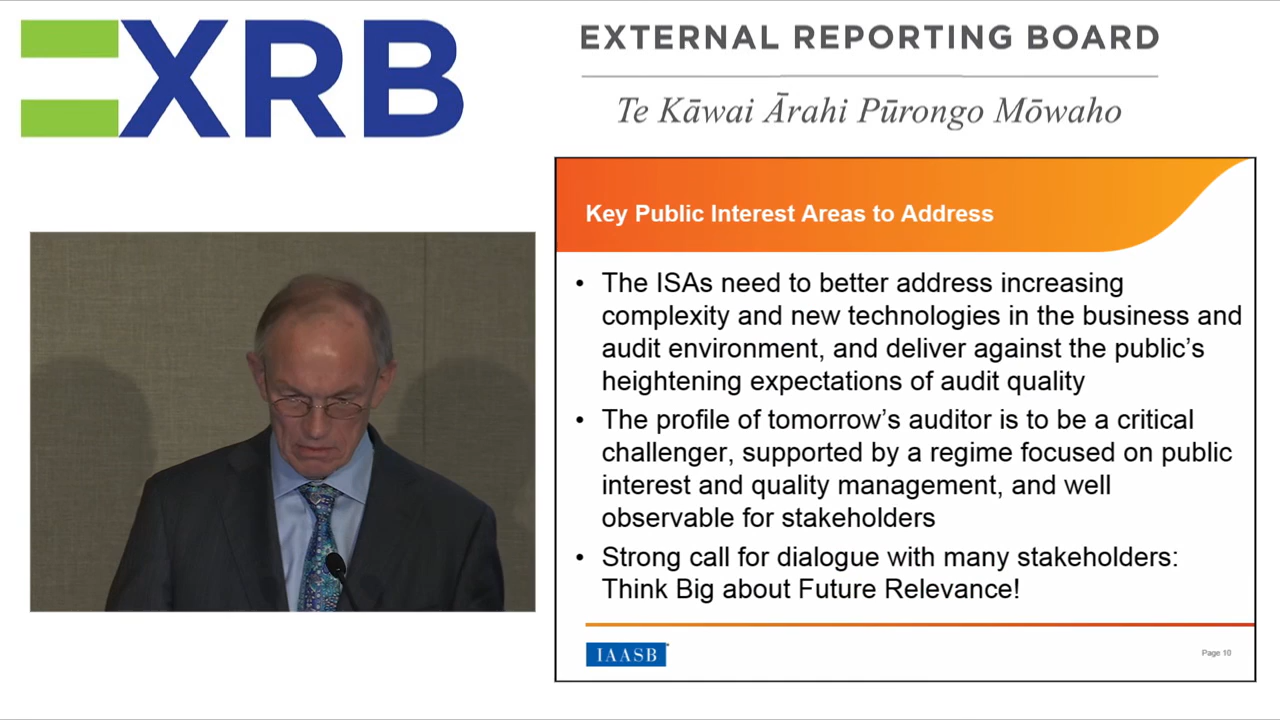 EXRB
EXTERNAL REPORTING BOARD
Te Kāwai Ārahi Pūrongo Mōwaho
Key Public Interest Areas to Address
• The ISAs need to better address increasing
complexity and new technologies in the business and
audit environment, and deliver against the public's
heightening expectations of audit quality
• The profile of tomorrow's auditor is to be a critical
challenger, supported by a regime focused on public
interest and quality management, and well
observable for stakeholders
• Strong call for dialogue with many stakeholders:
Think Big about Future Relevance!
IAASB
Page 10